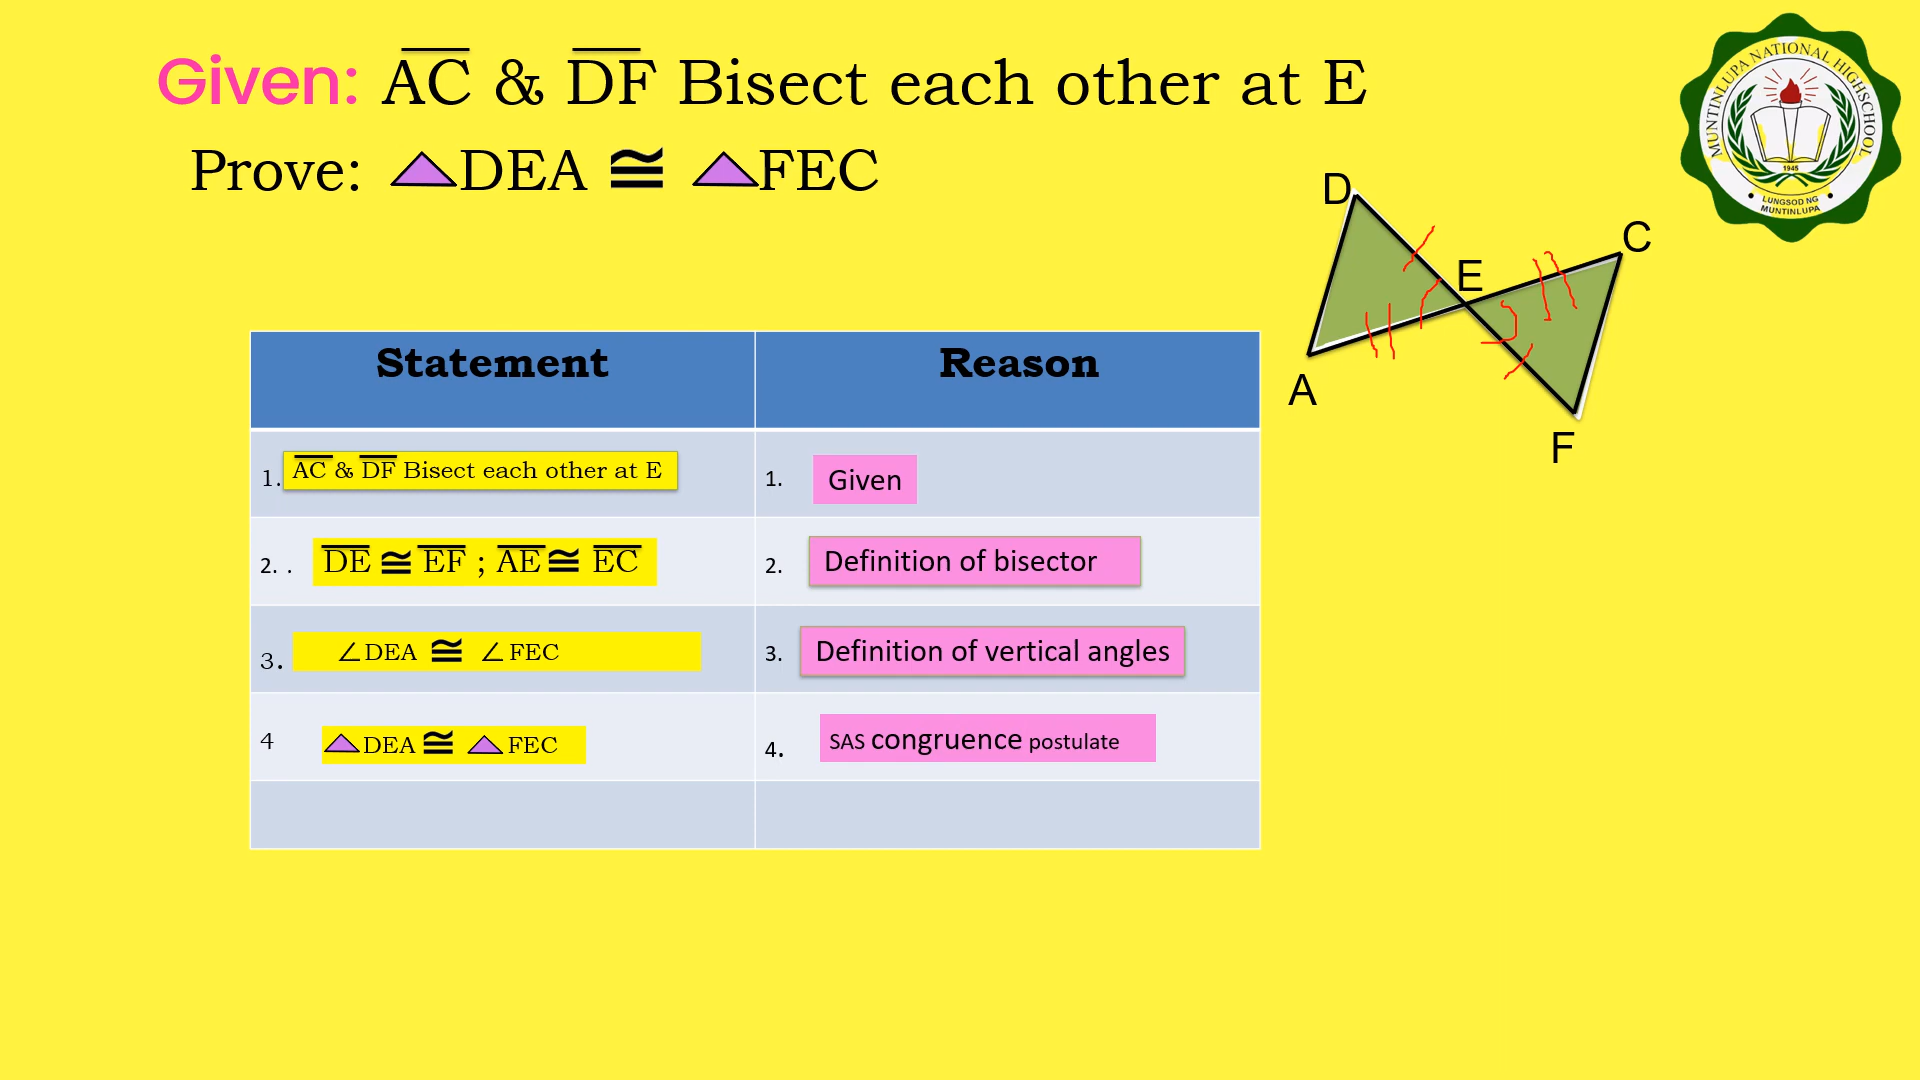 Given: AC & DF Bisect each other at E
Prove: △DEA ≅ △FEC
MUNTINLUPA NATIONAL HIGHSCHOOL
1945
LUNGSOD NG
MUNTINLUPA
D
E
C
A
F
Statement Reason
1. AC & DF Bisect each other at E 1. Given
2. . DE ≅ EF ; AE ≅ EC 2. Definition of bisector
3. ∠DEA ≅ ∠FEC 3. Definition of vertical angles
4 △DEA ≅ △FEC 4. SAS congruence postulate